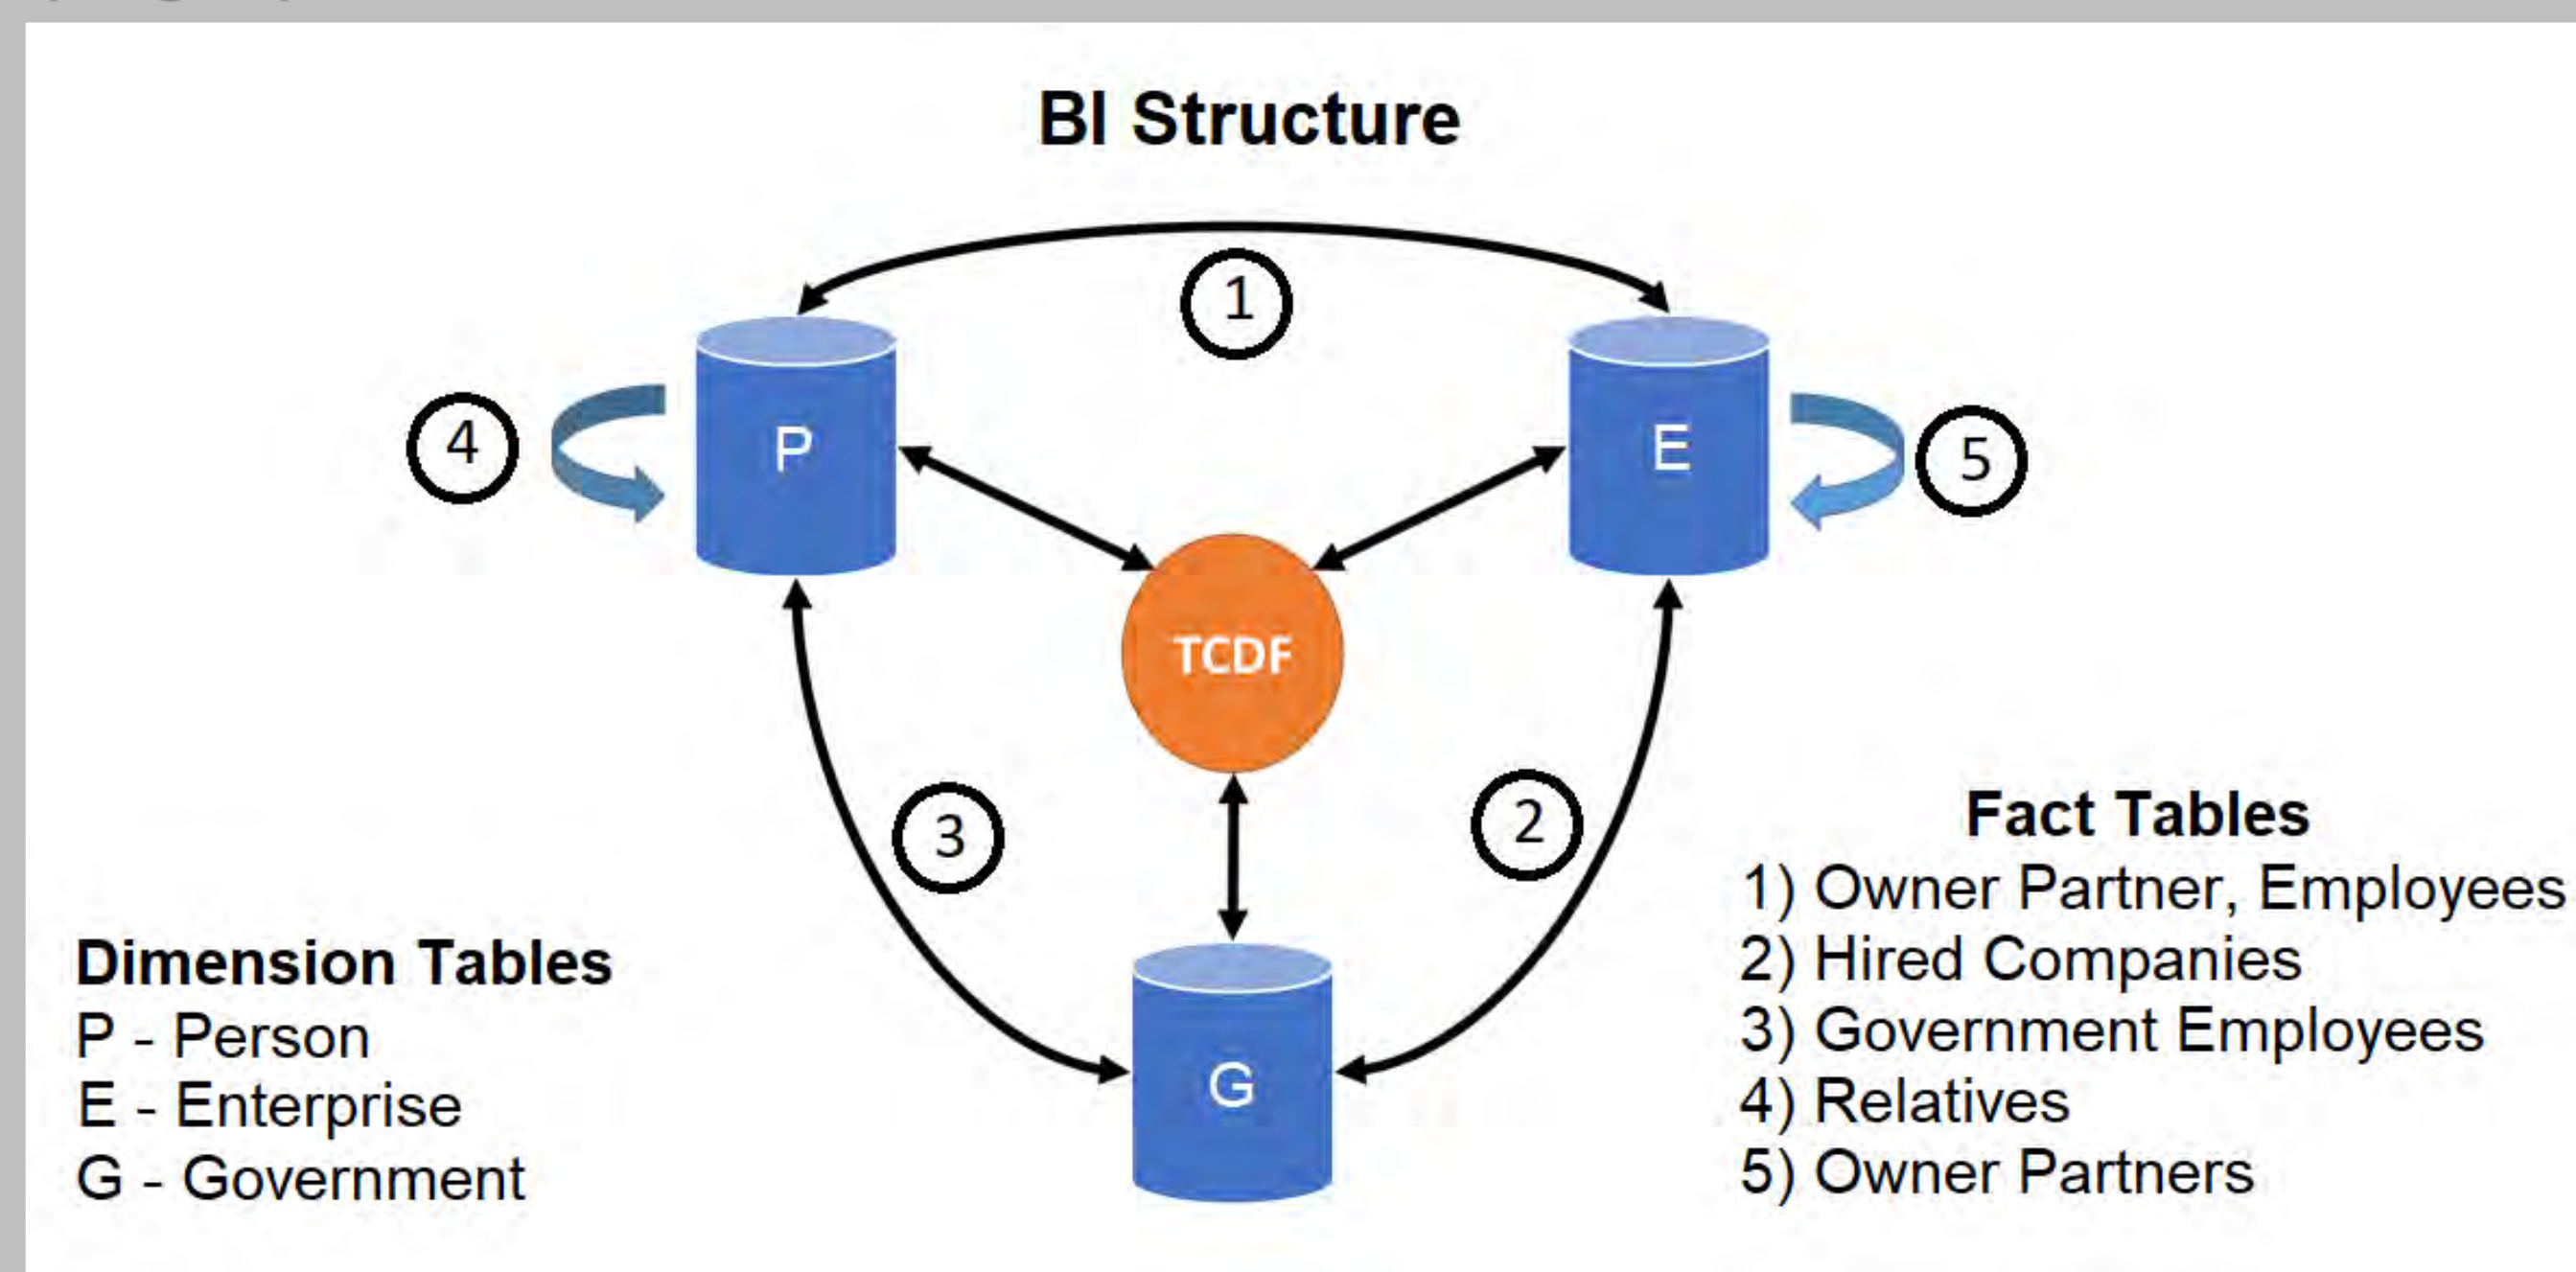 BI Structure
1
4
P
E
5
TCDF
3
2
G
Dimension Tables
P - Person
E - Enterprise
G - Government
Fact Tables
1) Owner Partner, Employees
2) Hired Companies
3) Government Employees
4) Relatives
5) Owner Partners